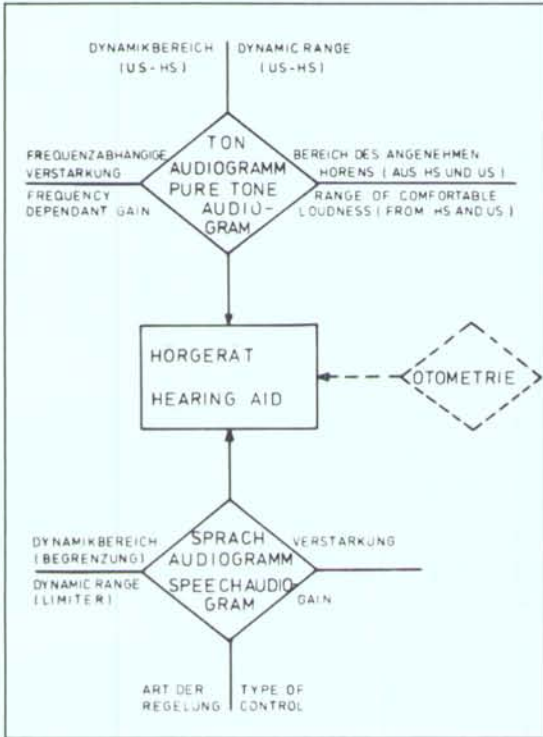 DYNAMIKBEREICH
(US-HS)
DYNAMIC RANGE
(US-HS)
FREQUENZABHÄNGIGE
VERSTARKUNG
FREQUENCY
DEPENDANT GAIN
TON
AUDIOGRAMM
PURE TONE
AUDIO-
GRAM
BEREICH DES ANGENEHMEN
HORENS (AUS HS UND US)
RANGE OF COMFORTABLE
LOUDNESS (FROM HS AND US)
HORGERAT
HEARING AID
OTOMETRIE
DYNAMIKBEREICH
(BEGRENZUNG)
DYNAMIC RANGE
(LIMITER)
SPRACH
AUDIOGRAMM
SPEECHAUDIO-
GRAM
VERSTARKUNG
GAIN
ART DER
REGELUNG
TYPE OF
CONTROL